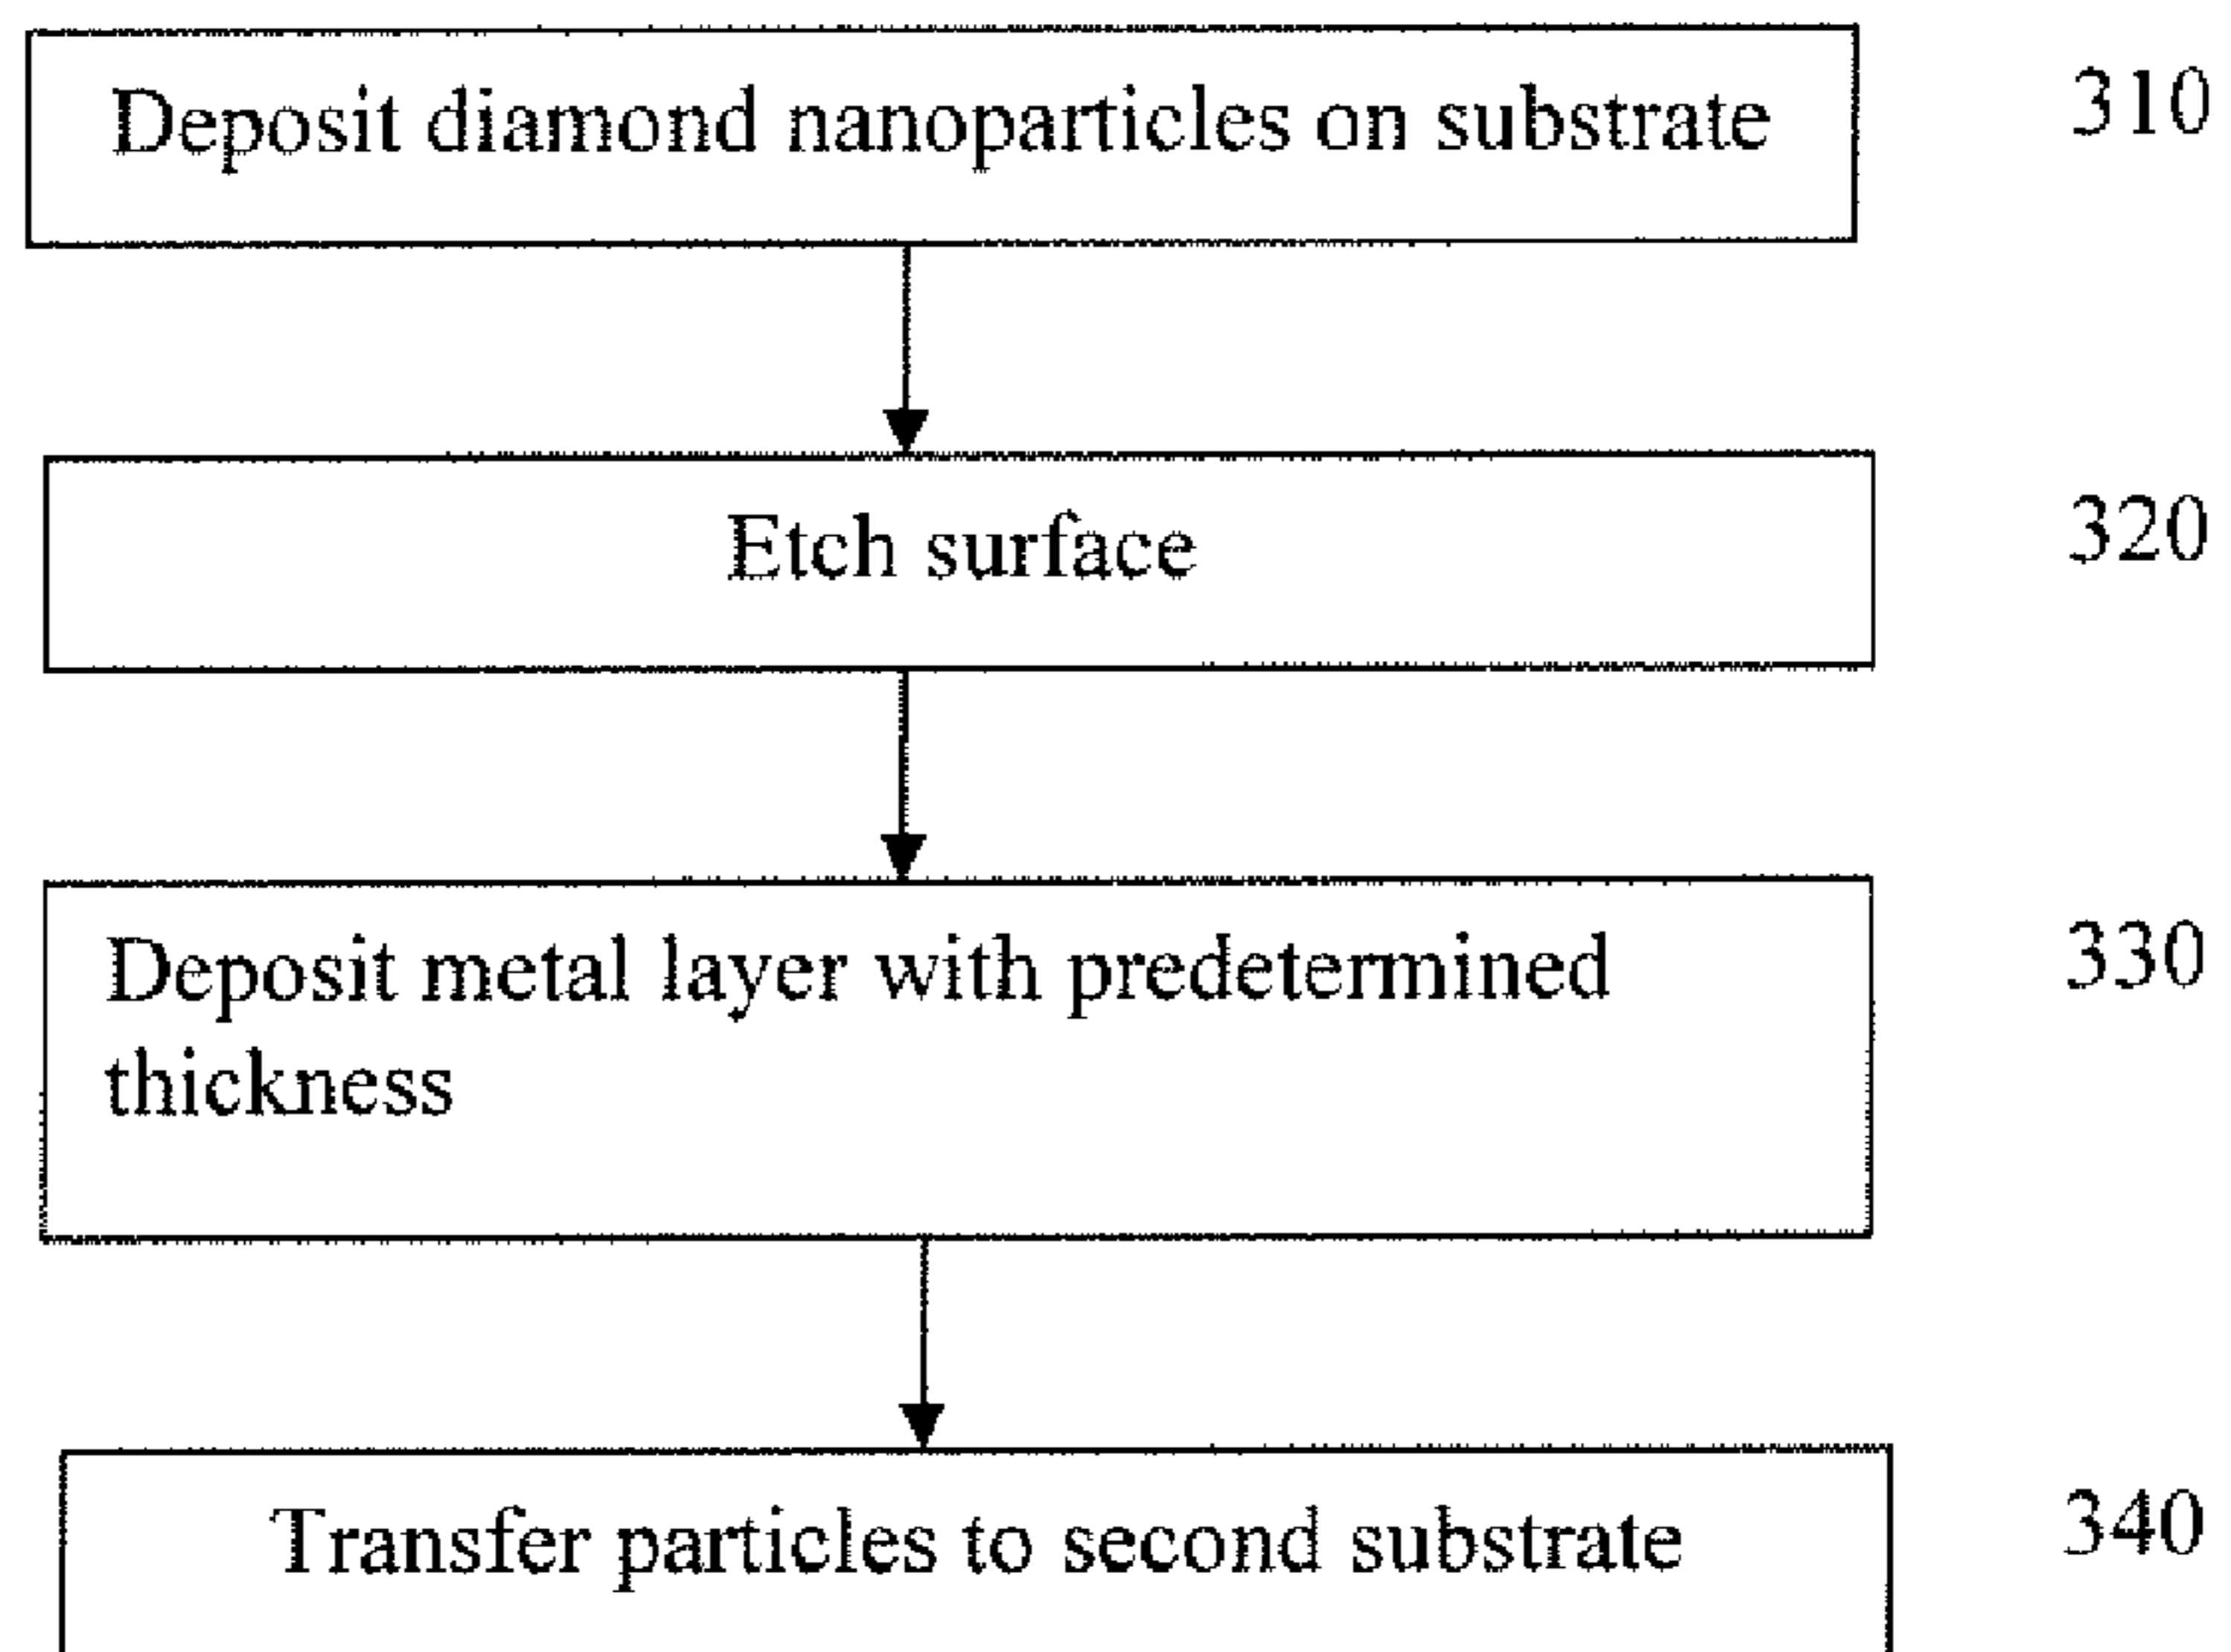 Deposit diamond nanoparticles on substrate 310
Etch surface 320
Deposit metal layer with predetermined 330
thickness
Transfer particles to second substrate 340